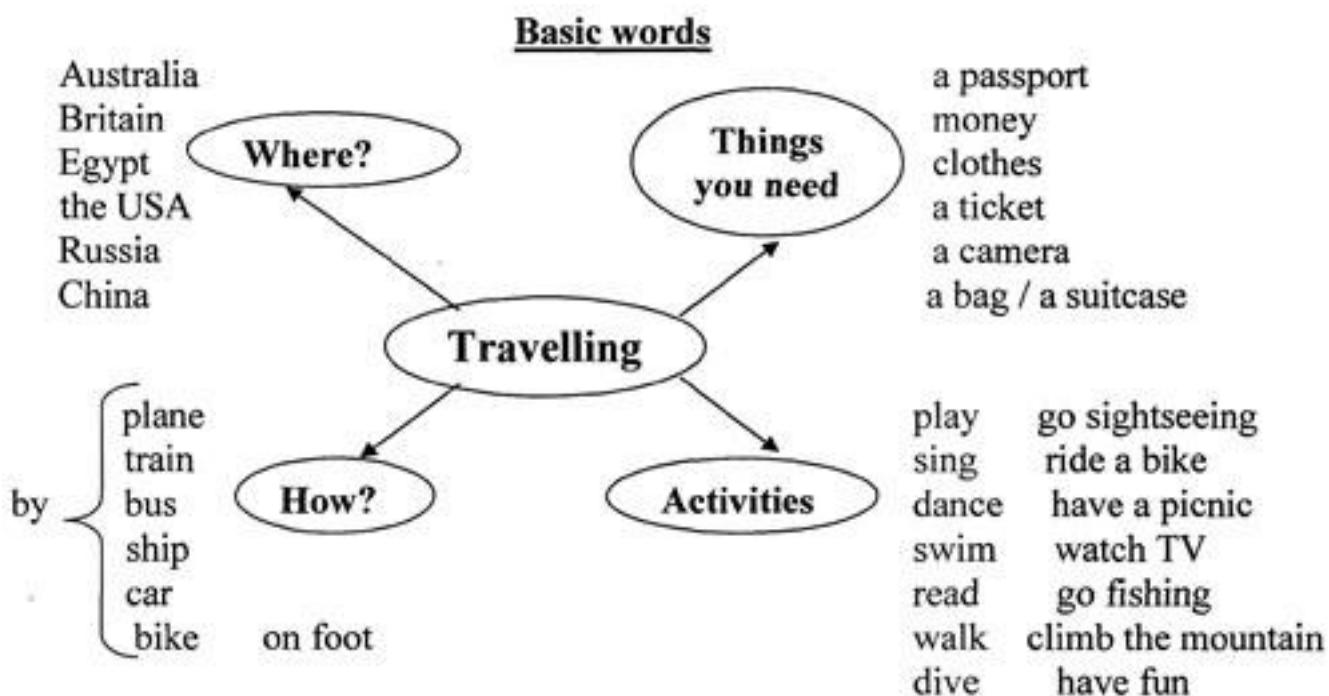 Basic words
Australia
Britain
Egypt
the USA
Russia
China
Where?
Things
you need
a passport
money
clothes
a ticket
a camera
a bag / a suitcase
Travelling
by
plane
train
bus
ship
car
bike on foot
How?
Activities
play go sightseeing
sing ride a bike
dance have a picnic
swim watch TV
read go fishing
walk climb the mountain
dive have fun